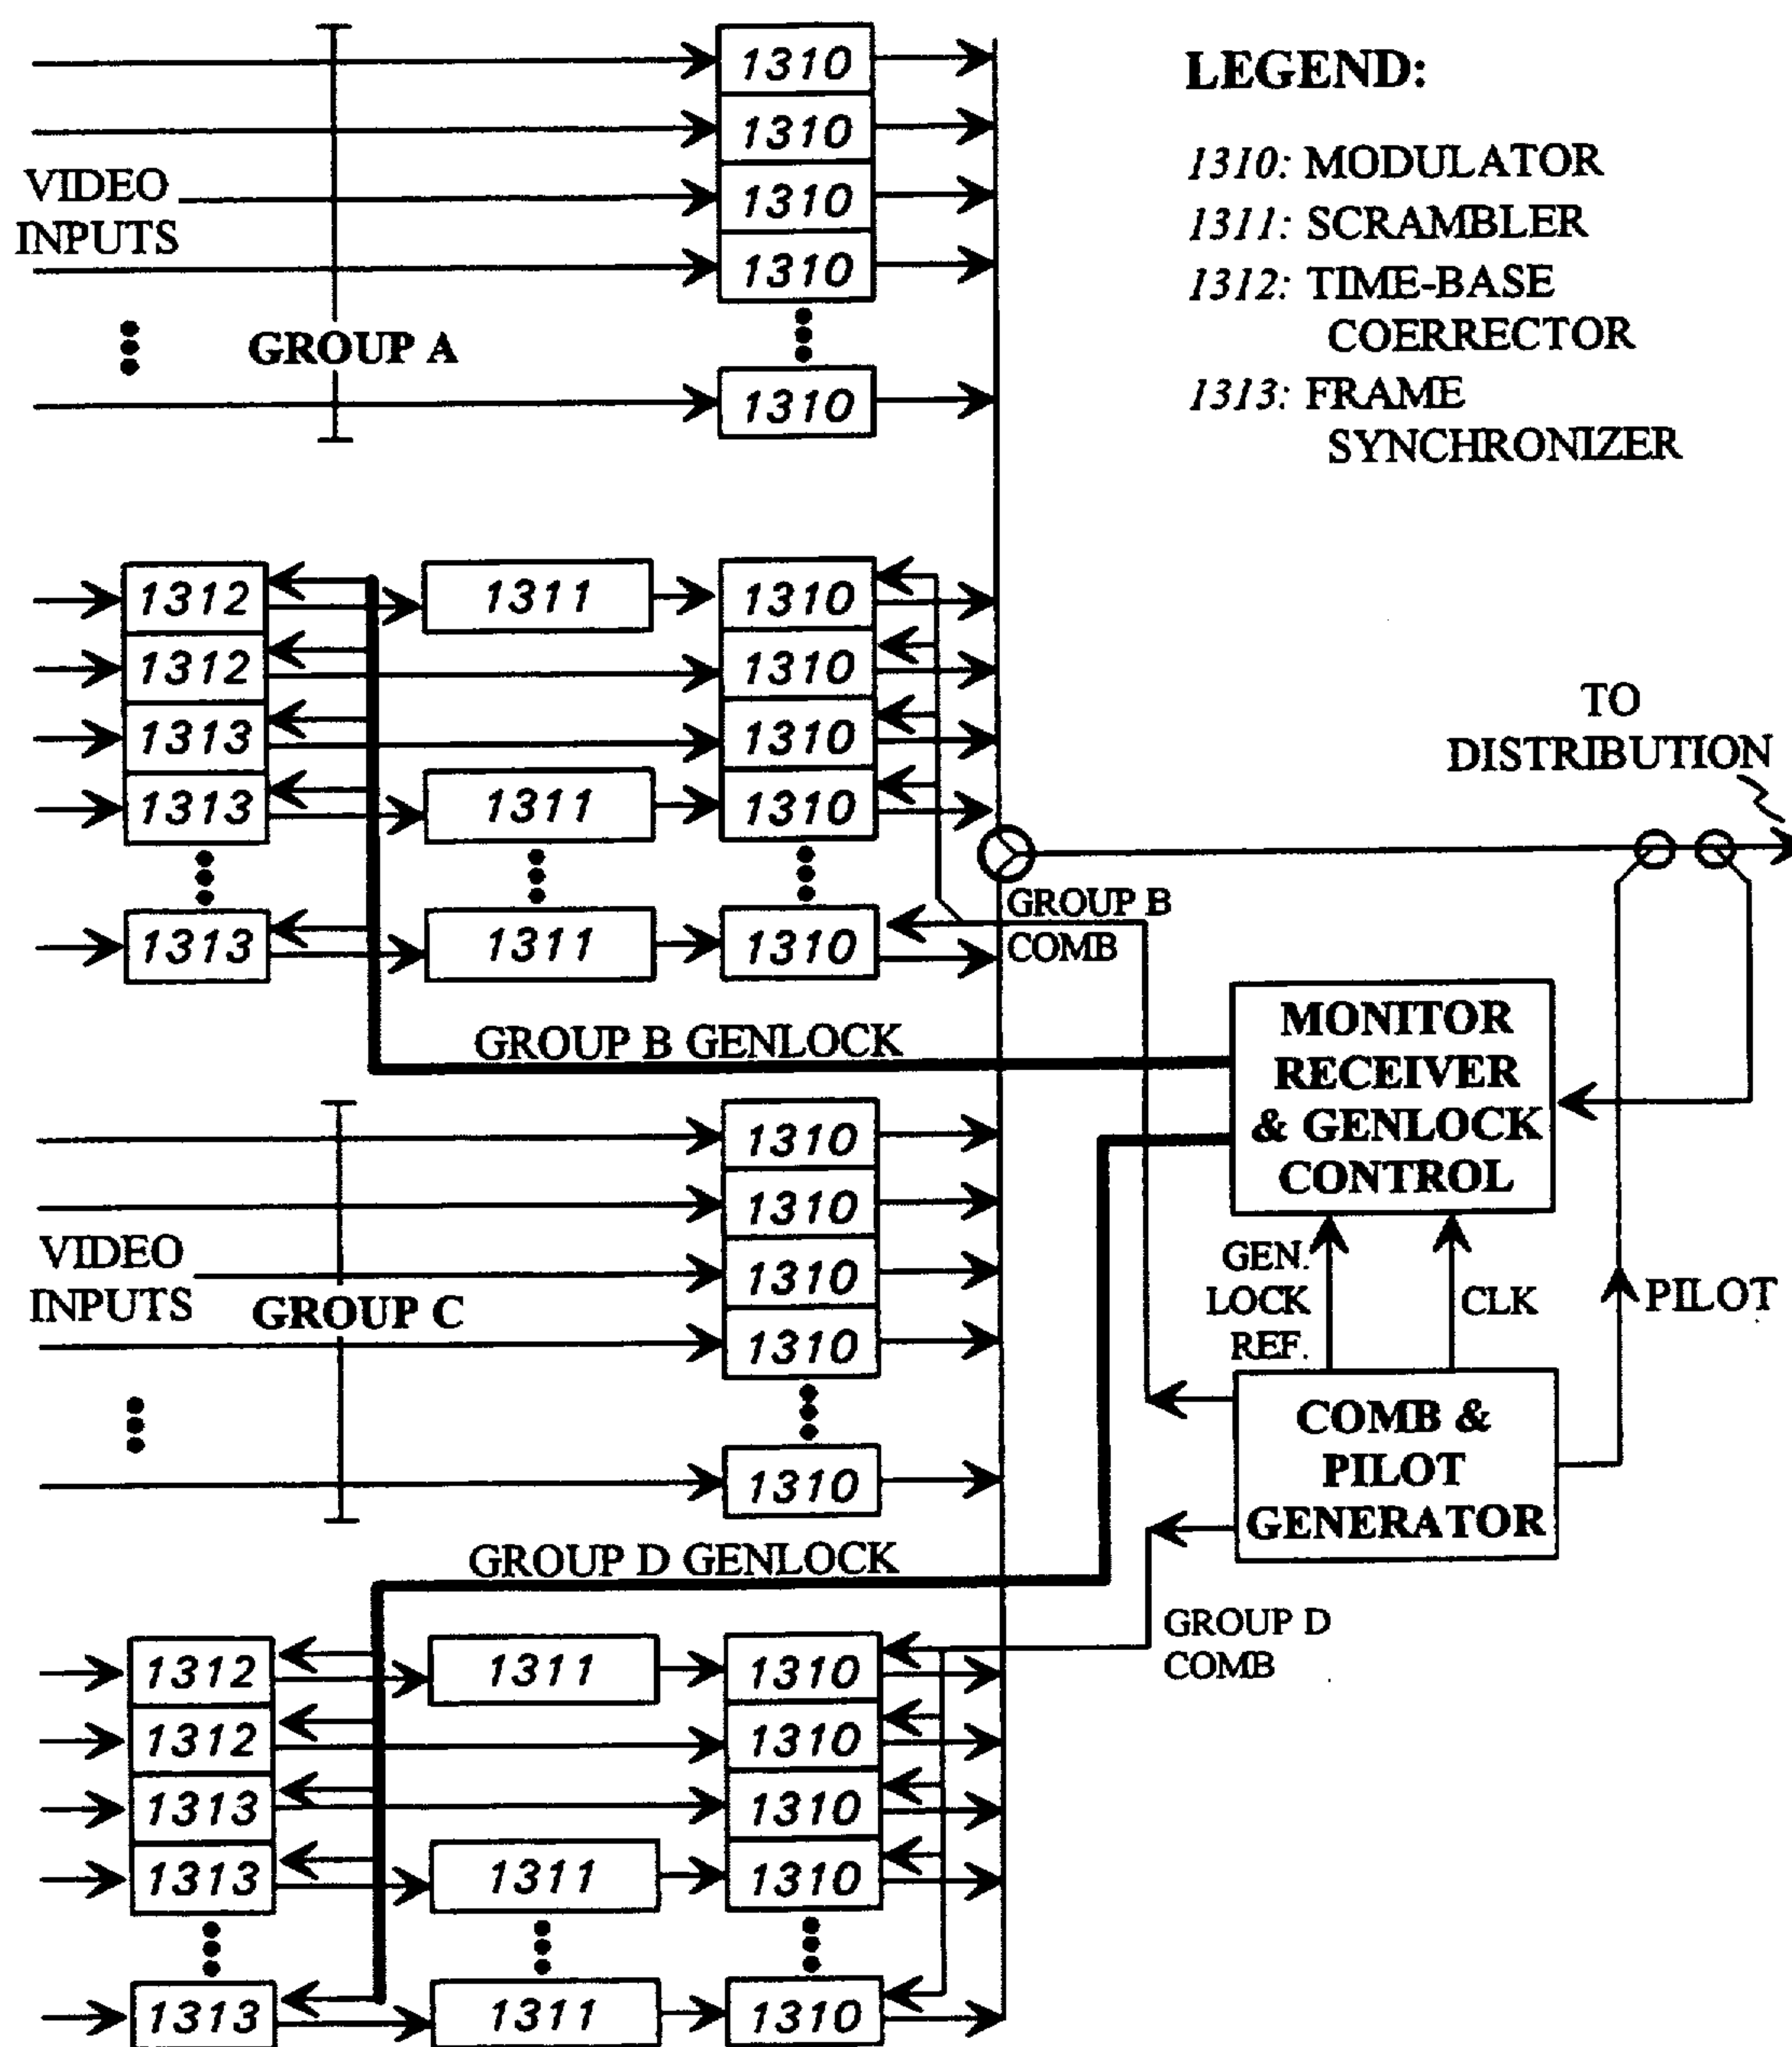 1310
1310
1310
1310
1310
VIDEO
INPUTS
GROUP A
LEGEND:
1310: MODULATOR
1311: SCRAMBLER
1312: TIME-BASE
COERRECTOR
1313: FRAME
SYNCHRONIZER
1312 1311 1310
1312 1310
1313 1310
1313 1311 1310
1313 1311 1310
TO
DISTRIBUTION
GROUP B
COMB
GROUP B GENLOCK
MONITOR
RECEIVER
& GENLOCK
CONTROL
1310
1310
1310
1310
1310
VIDEO
INPUTS
GROUP C
GEN.
LOCK
REF.
CLK
PILOT
COMB &
PILOT
GENERATOR
GROUP D GENLOCK
GROUP D
COMB
1312 1311 1310
1312 1310
1313 1310
1313 1311 1310
1313 1311 1310